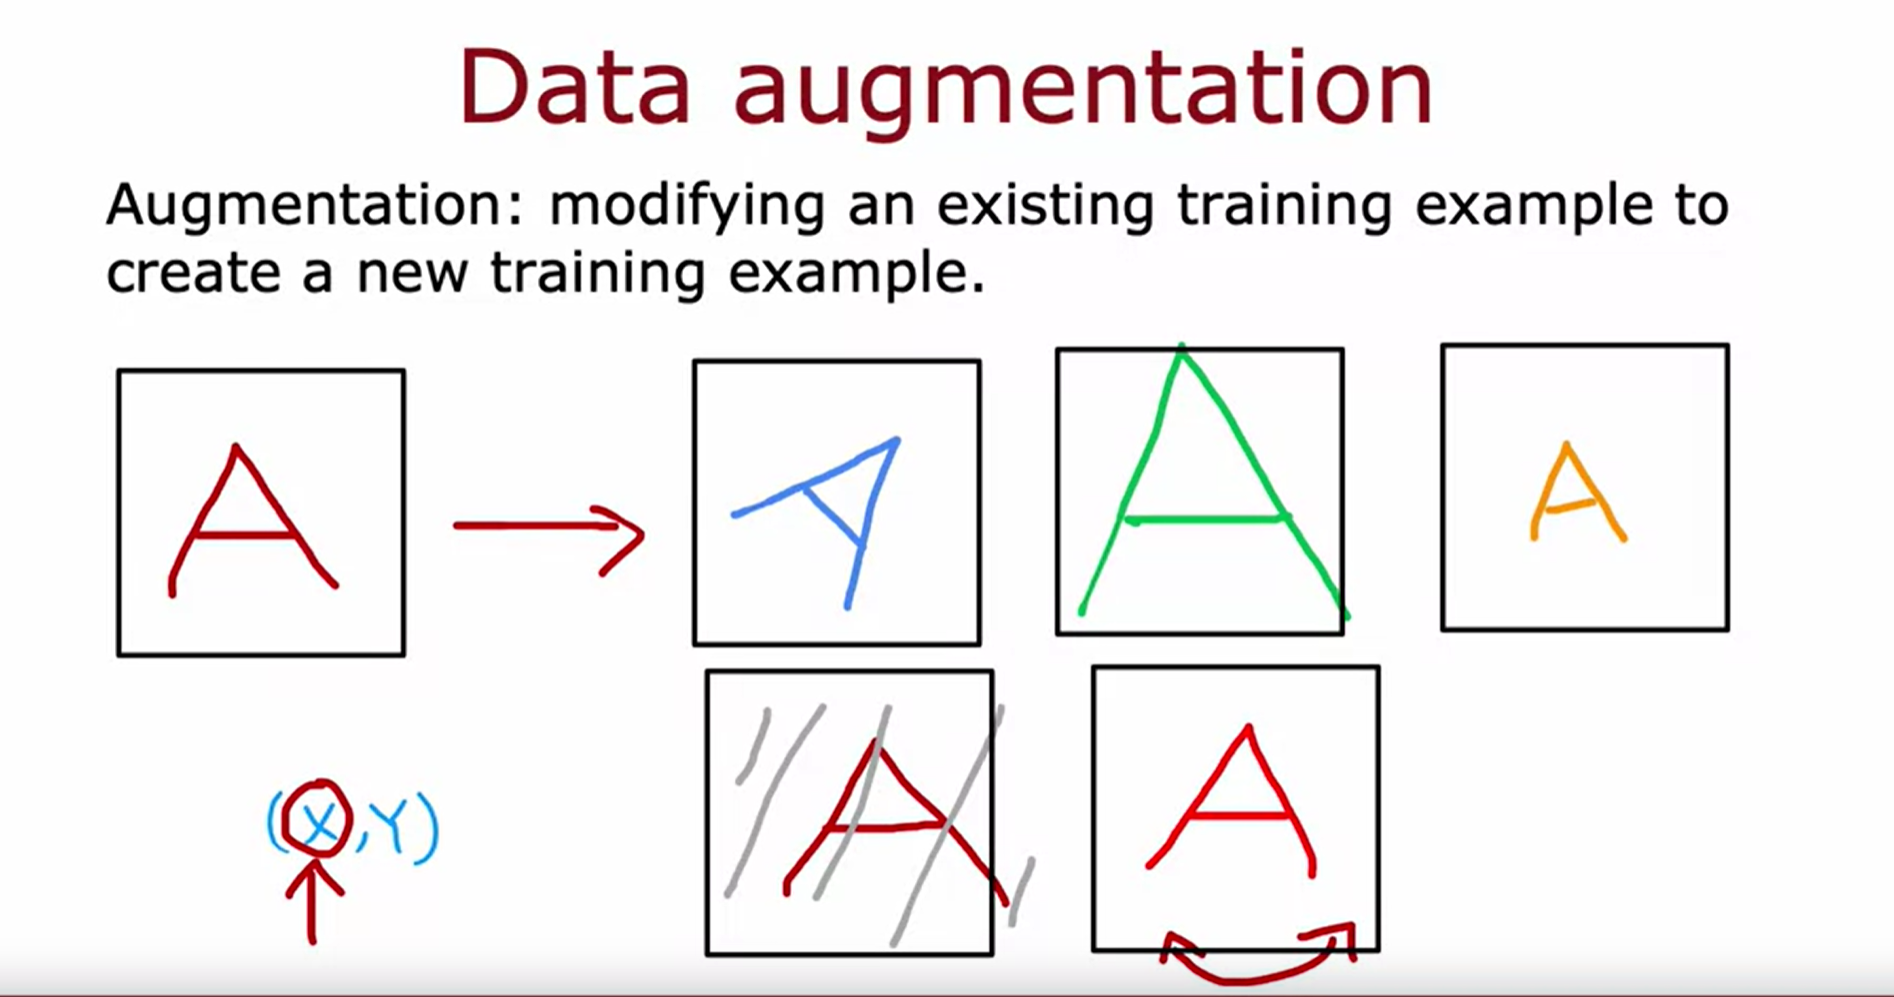 Data augmentation
Augmentation: modifying an existing training example to
create a new training example.
A
A
A
A
(X,Y)
A
A